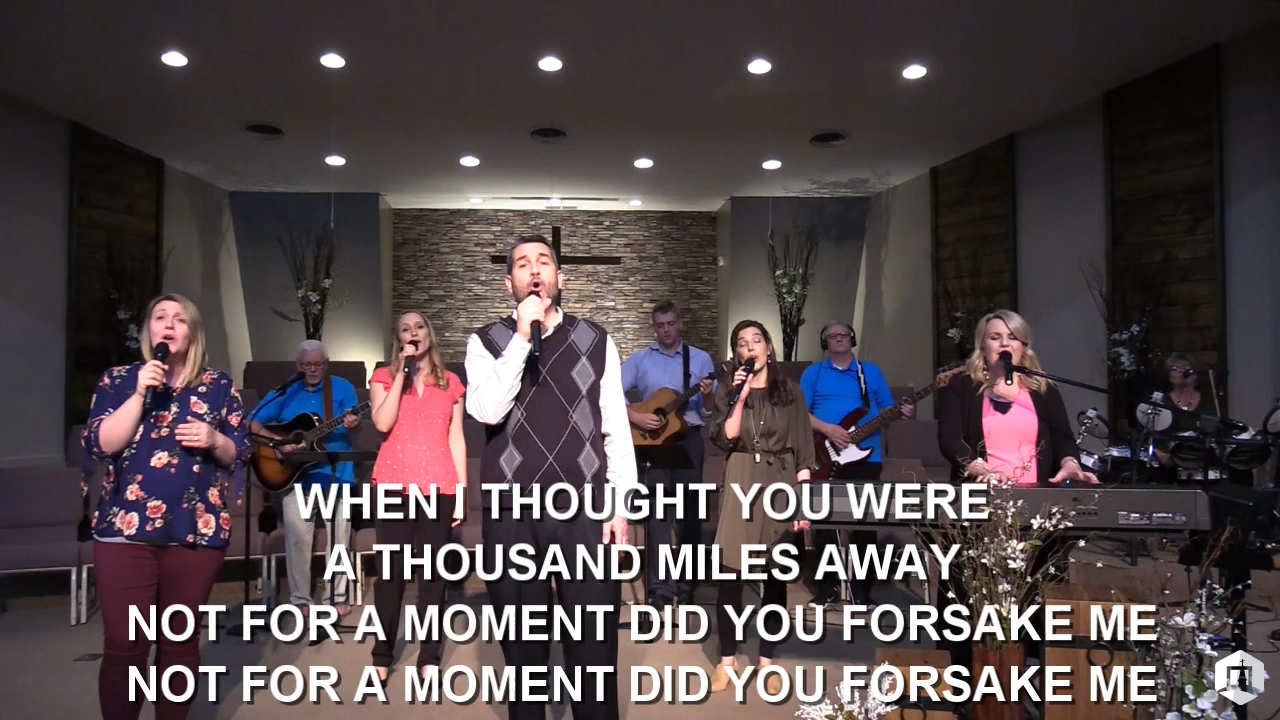 WHEN I THOUGHT YOU WERE
A THOUSAND MILES AWAY
NOT FOR A MOMENT DID YOU FORSAKE ME
NOT FOR A MOMENT DID YOU FORSAKE ME